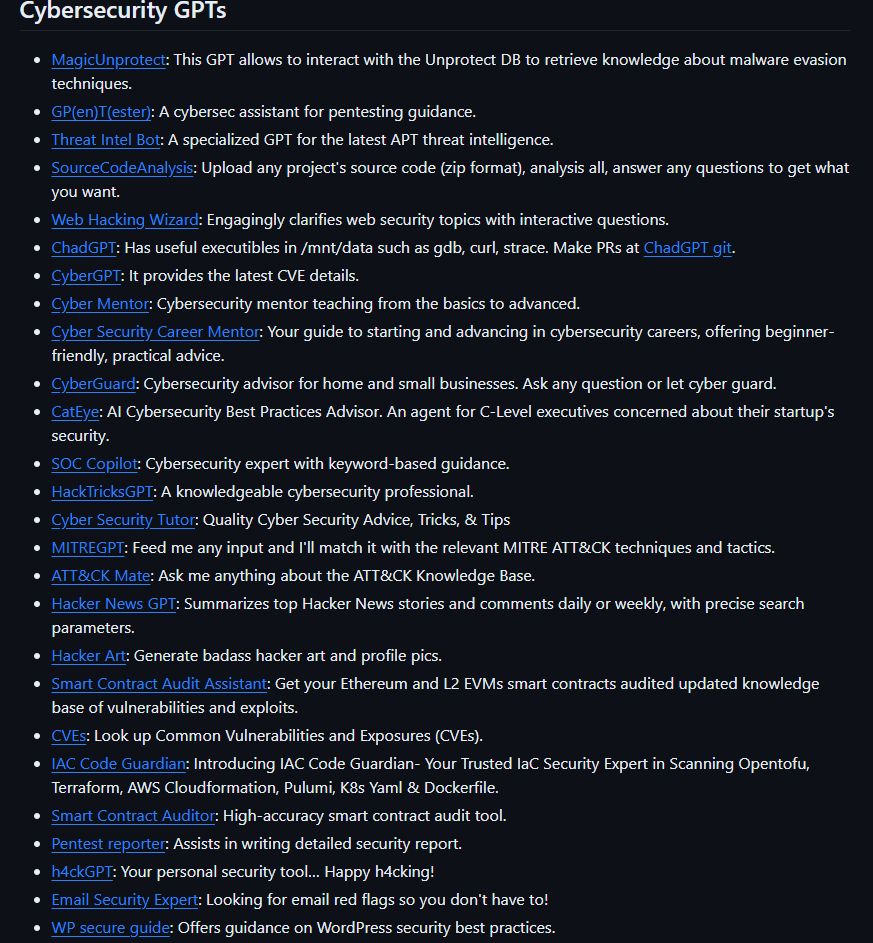 Cybersecurity GPTs
MagicUnprotect: This GPT allows to interact with the Unprotect DB to retrieve knowledge about malware evasion
techniques.
GP(en)T(ester): A cybersec assistant for pentesting guidance.
Threat Intel Bot: A specialized GPT for the latest APT threat intelligence.
SourceCodeAnalysis: Upload any project's source code (zip format), analysis all, answer any questions to get what
you want.
Web Hacking Wizard: Engagingly clarifies web security topics with interactive questions.
ChadGPT: Has useful executibles in /mnt/data such as gdb, curl, strace. Make PRs at ChadGPT git.
CyberGPT: It provides the latest CVE details.
Cyber Mentor: Cybersecurity mentor teaching from the basics to advanced.
Cyber Security Career Mentor: Your guide to starting and advancing in cybersecurity careers, offering beginner-
friendly, practical advice.
CyberGuard: Cybersecurity advisor for home and small businesses. Ask any question or let cyber guard.
CatEye: AI Cybersecurity Best Practices Advisor. An agent for C-Level executives concerned about their startup's
security.
SOC Copilot: Cybersecurity expert with keyword-based guidance.
HackTricksGPT: A knowledgeable cybersecurity professional.
Cyber Security Tutor: Quality Cyber Security Advice, Tricks, & Tips
MITREGPT: Feed me any input and I'll match it with the relevant MITRE ATT&CK techniques and tactics.
ATT&CK Mate: Ask me anything about the ATT&CK Knowledge Base.
Hacker News GPT: Summarizes top Hacker News stories and comments daily or weekly, with precise search
parameters.
Hacker Art: Generate badass hacker art and profile pics.
Smart Contract Audit Assistant: Get your Ethereum and L2 EVMs smart contracts audited updated knowledge
base of vulnerabilities and exploits.
CVEs: Look up Common Vulnerabilities and Exposures (CVEs).
IAC Code Guardian: Introducing IAC Code Guardian- Your Trusted IaC Security Expert in Scanning Opentofu,
Terraform, AWS Cloudformation, Pulumi, K8s Yaml & Dockerfile.
Smart Contract Auditor: High-accuracy smart contract audit tool.
Pentest reporter: Assists in writing detailed security report.
h4ckGPT: Your personal security tool... Happy h4cking!
Email Security Expert: Looking for email red flags so you don't have to!
WP secure guide: Offers guidance on WordPress security best practices.